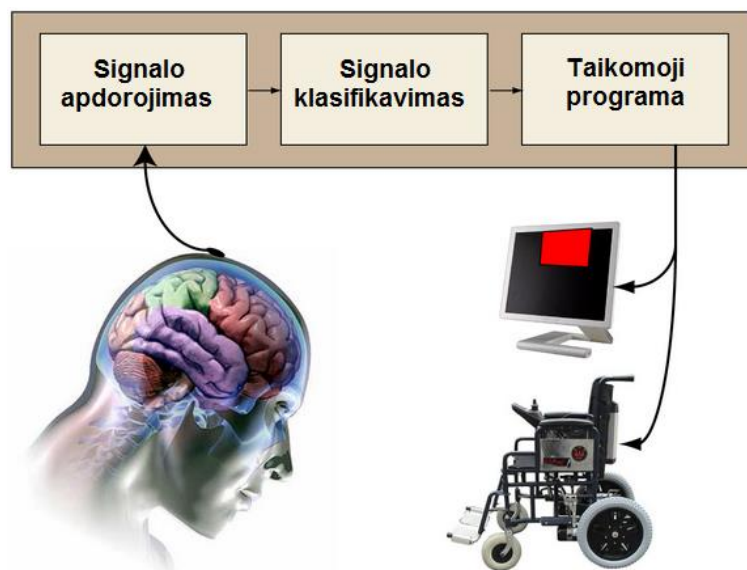 Signalo
apdorojimas
Signalo
klasifikavimas
Taikomoji
programa